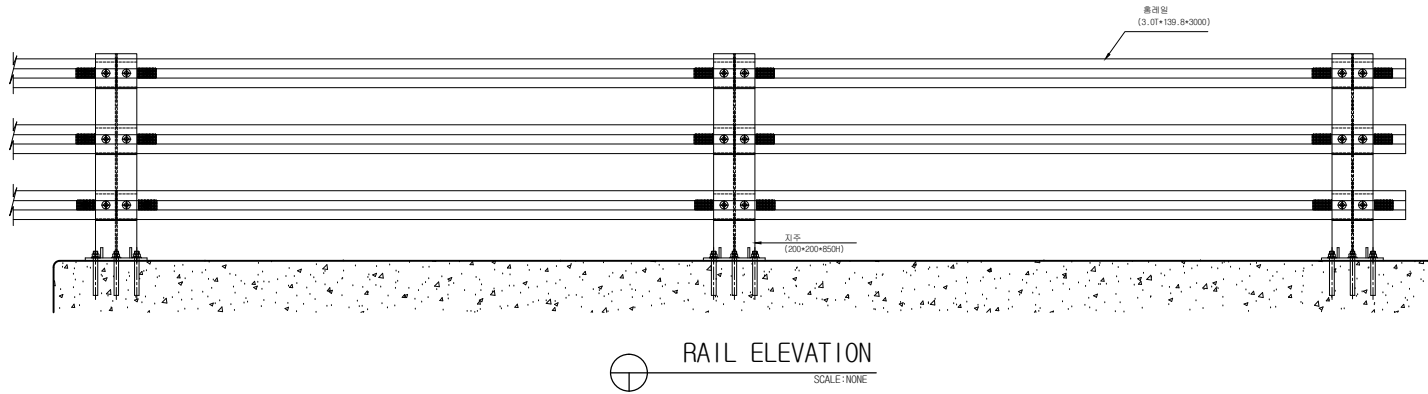 홈레일
(3.0T*139.8*3000)
지주
(200*200*850H)
RAIL ELEVATION
SCALE:NONE